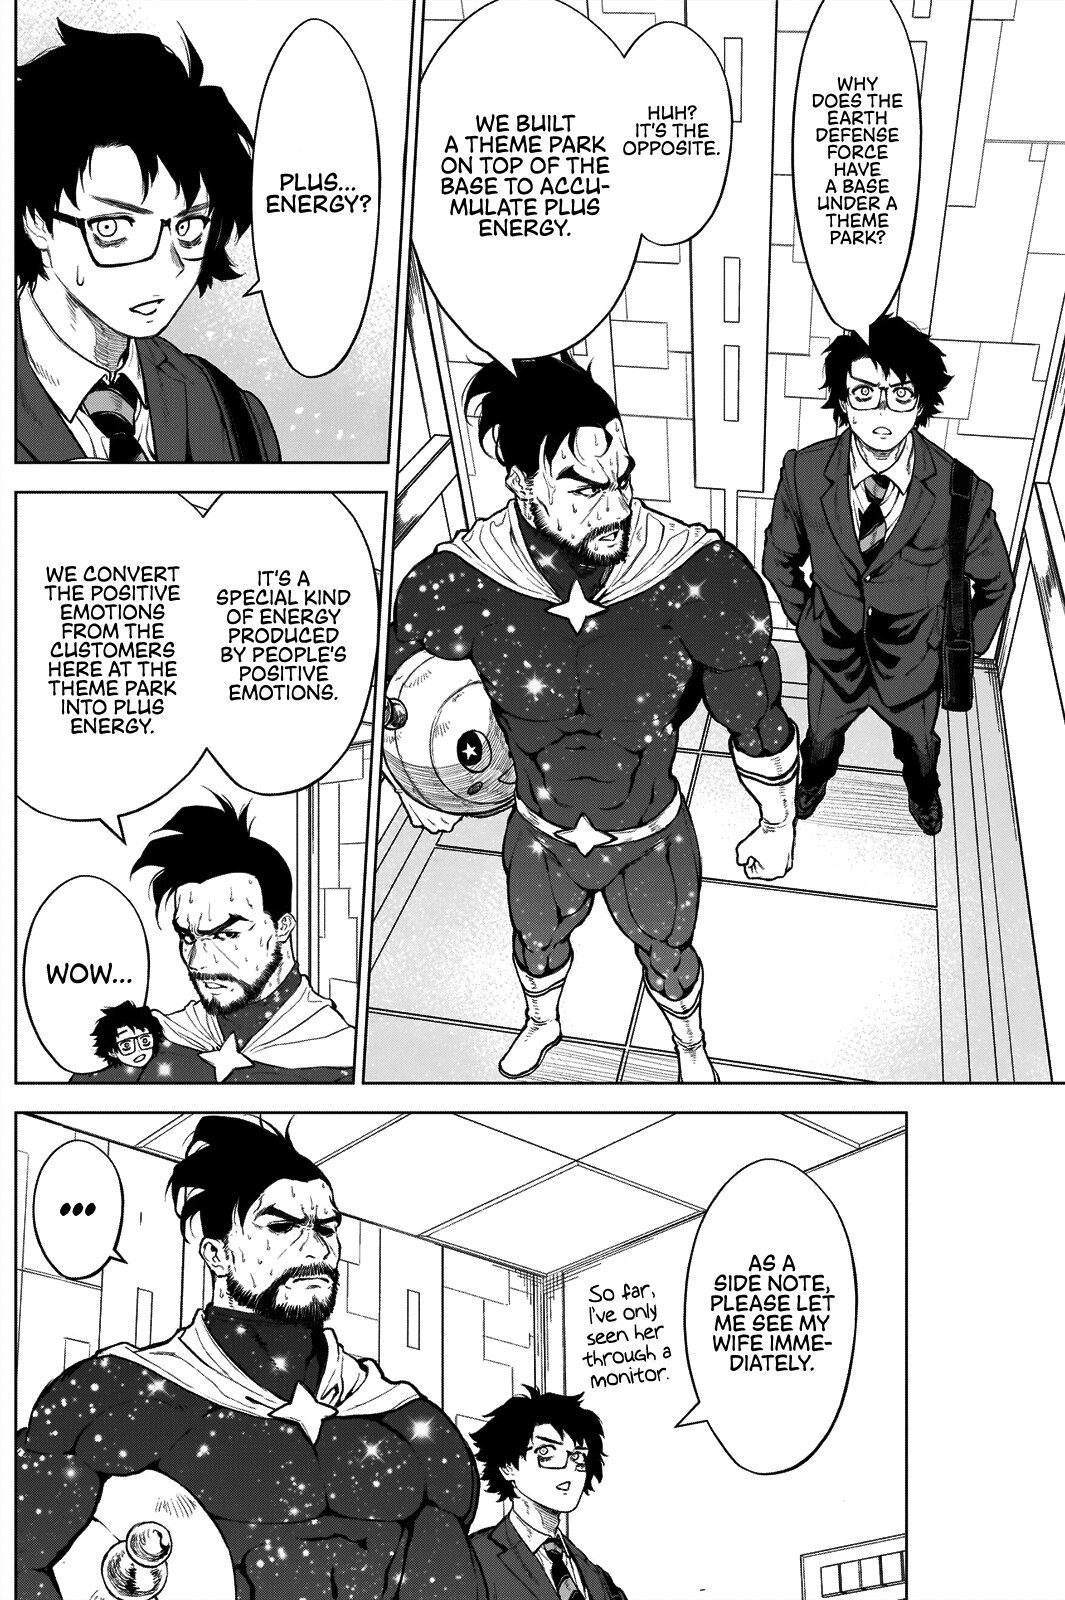 WHY
DOES THE
EARTH
DEFENSE
FORCE
HAVE
A BASE
UNDER A
THEME
PARK?
HUH?
IT'S THE
OPPOSITE.
WE BUILT
A THEME PARK
ON TOP OF THE
BASE TO ACCU-
MULATE PLUS
ENERGY.
PLUS...
ENERGY?
IT'S A
SPECIAL KIND
OF ENERGY
PRODUCED
BY PEOPLE'S
POSITIVE
EMOTIONS.
WE CONVERT
THE POSITIVE
EMOTIONS
FROM THE
CUSTOMERS
HERE AT THE
THEME PARK
INTO PLUS
ENERGY.
WOW...
AS A
SIDE NOTE,
PLEASE LET
ME SEE MY
WIFE IMME-
DIATELY.
So far,
I've only
seen her
through a
monitor.
...